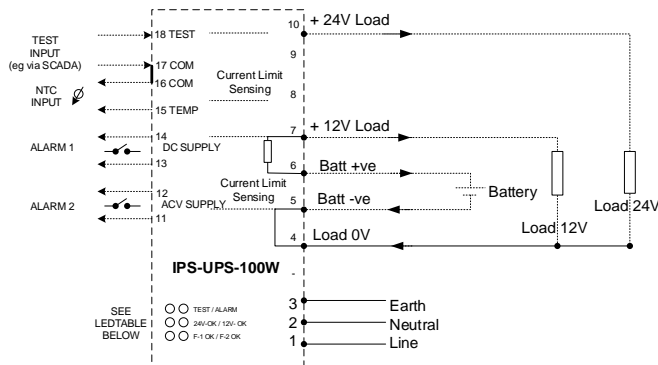 10 + 24V Load
TEST INPUT (eg via SCADA)
18 TEST
9
17 COM
16 COM
Current Limit Sensing
NTC INPUT
8
15 TEMP
7 + 12V Load
14
ALARM 1
DC SUPPLY
13
6 Batt +ve
Current Limit Sensing
12
ALARM 2
ACV SUPPLY
11
5 Batt -ve
Battery
Load 12V
Load 24V
4 Load 0V
IPS-UPS-100W
-
SEE LEDTABLE BELOW
TEST / ALARM
24V-OK / 12V- OK
F-1 OK / F-2 OK
3 Earth
2 Neutral
1 Line